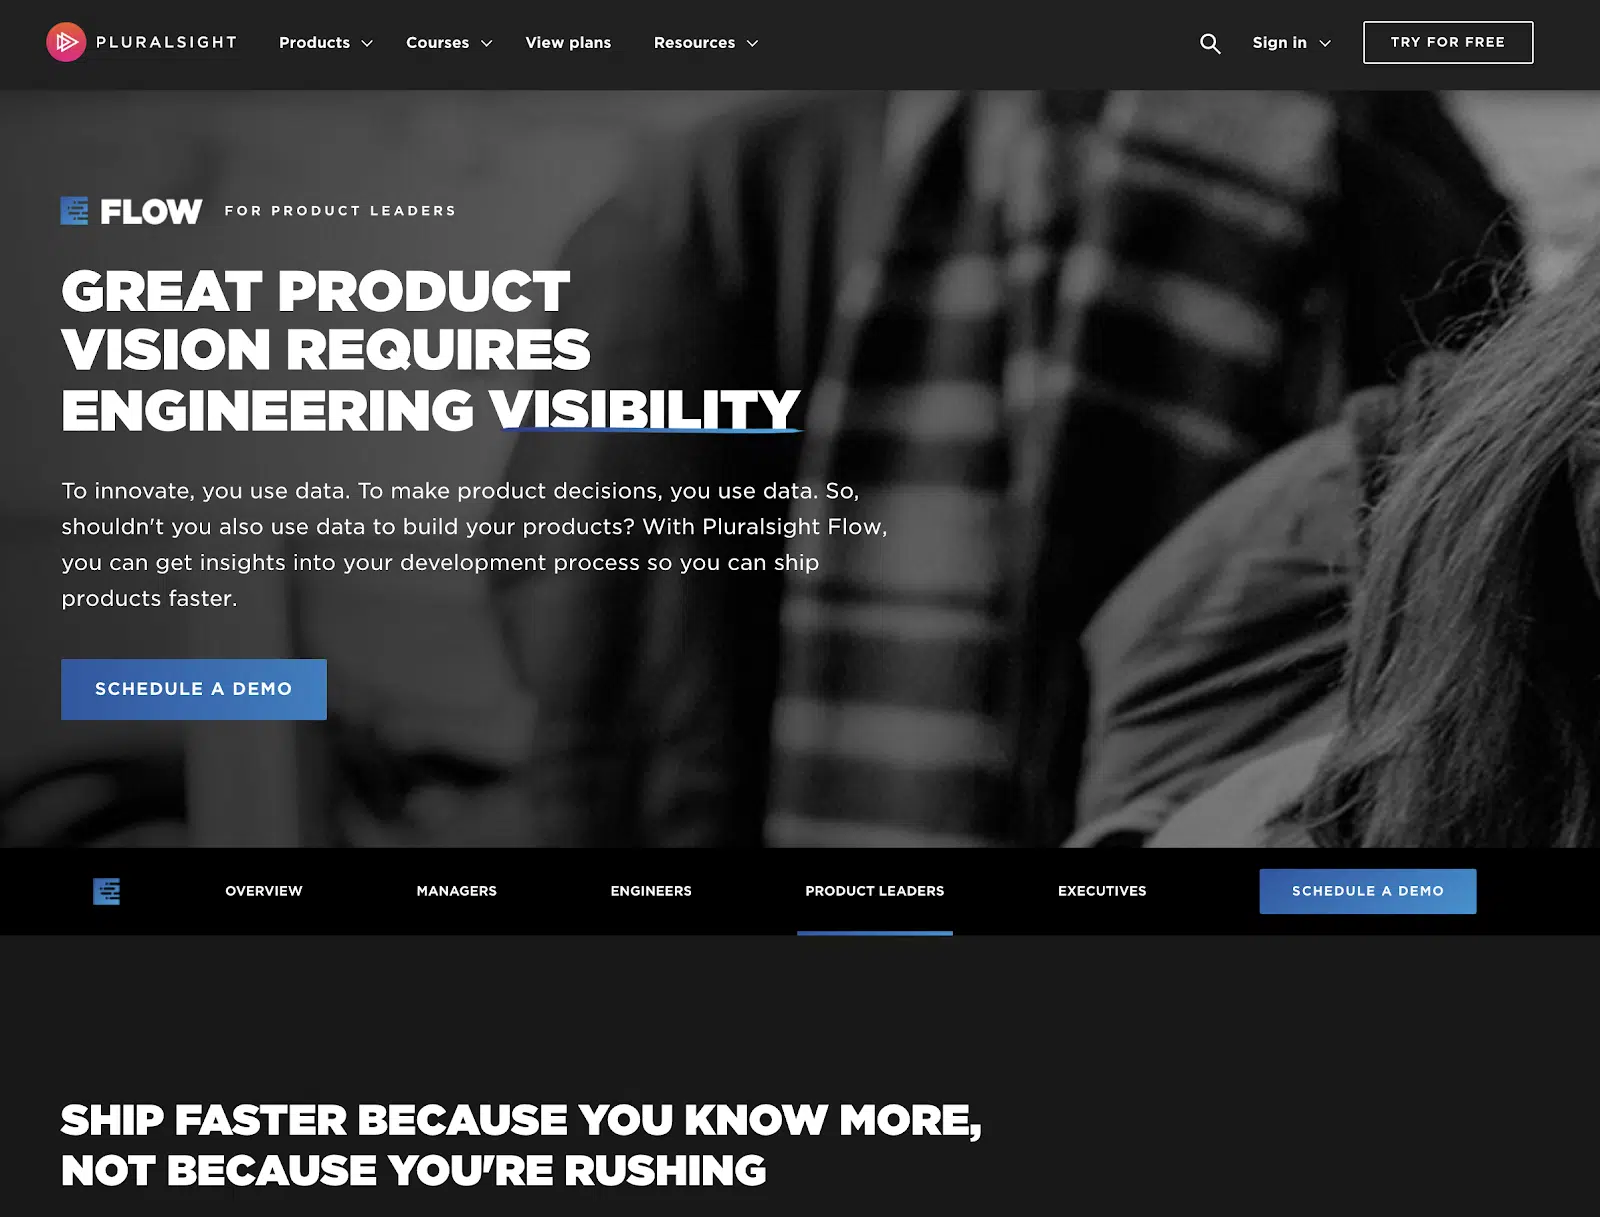 PLURALSIGHT Products Courses View plans Resources Sign in TRY FOR FREE
FLOW FOR PRODUCT LEADERS
GREAT PRODUCT
VISION REQUIRES
ENGINEERING VISIBILITY
To innovate, you use data. To make product decisions, you use data. So,
shouldn't you also use data to build your products? With Pluralsight Flow,
you can get insights into your development process so you can ship
products faster.
SCHEDULE A DEMO
OVERVIEW MANAGERS ENGINEERS PRODUCT LEADERS EXECUTIVES SCHEDULE A DEMO
SHIP FASTER BECAUSE YOU KNOW MORE,
NOT BECAUSE YOU'RE RUSHING